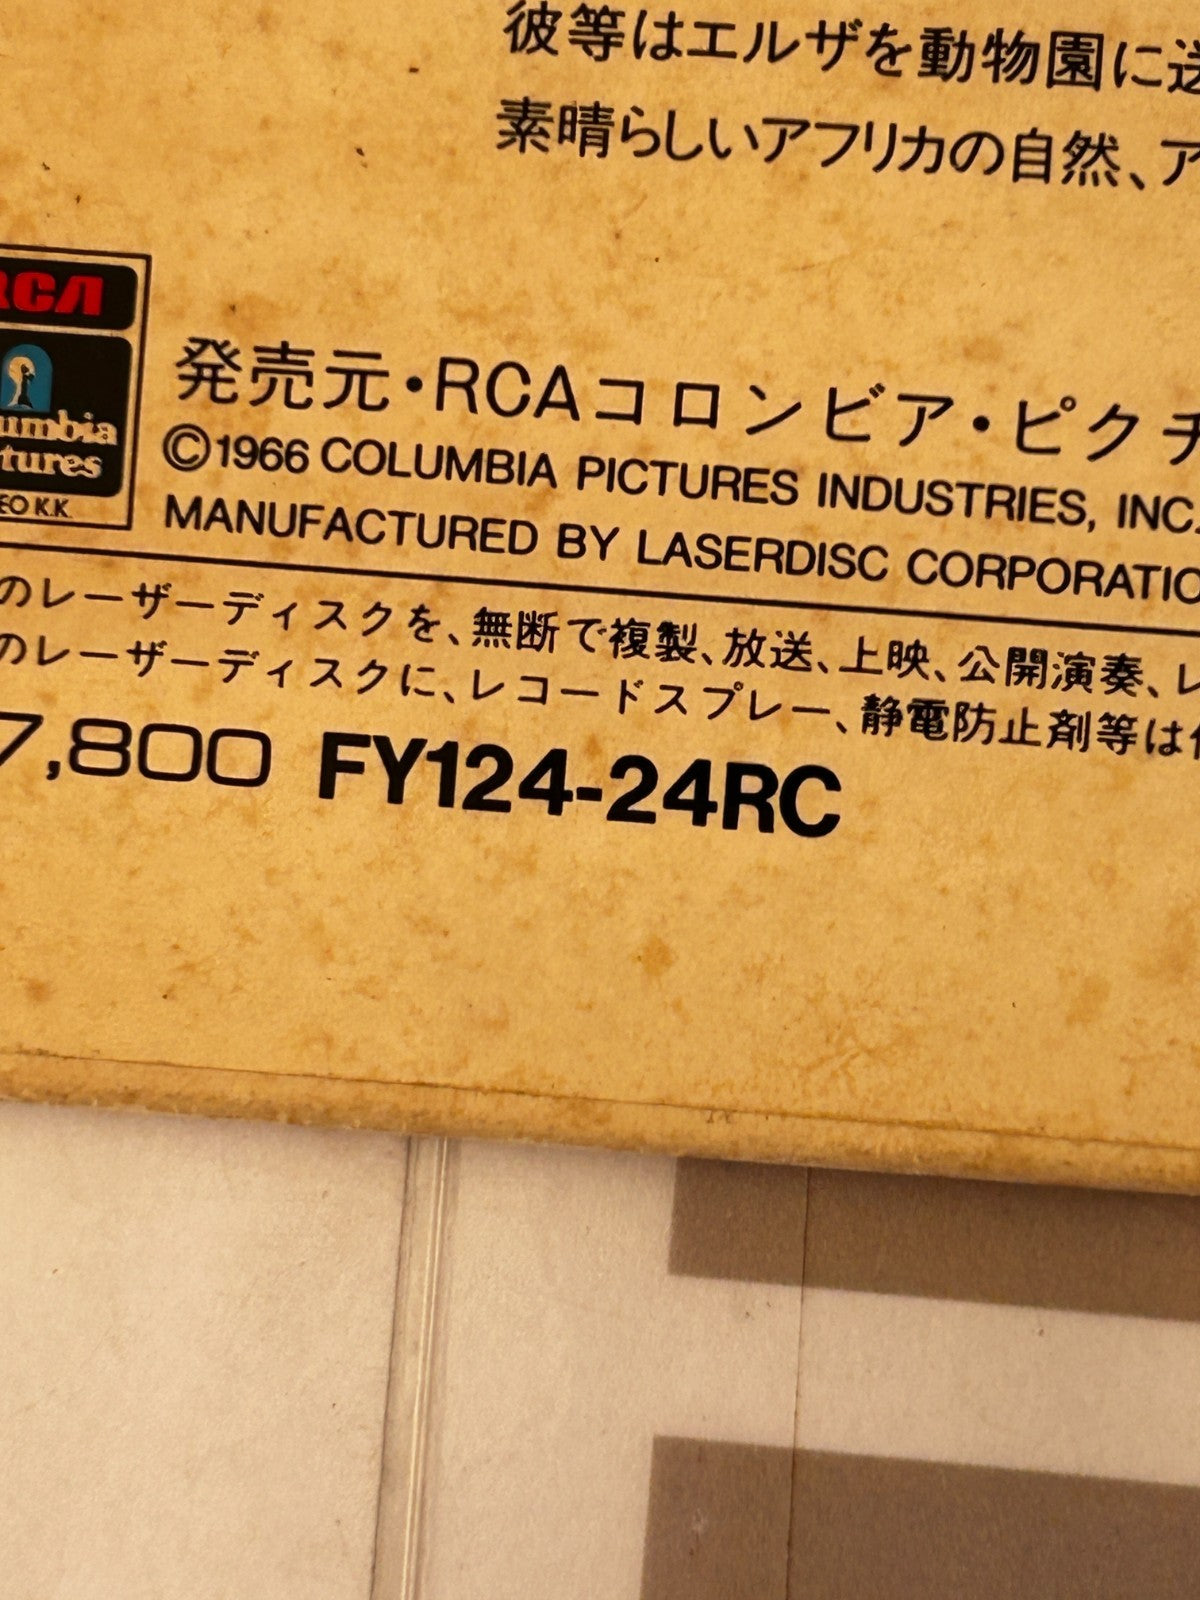 彼等はエルザを動物園に送
素晴らしいアフリカの自然、ア
RCA
発売元・RCAコロンビア・ピクチ
©1966 COLUMBIA PICTURES INDUSTRIES, INC.
MANUFACTURED BY LASERDISC CORPORATIO
のレーザーディスクを、無断で複製、放送、上映、公開演奏、レ
のレーザーディスクに、レコードスプレー、静電防止剤等は
7,800 FY124-24RC